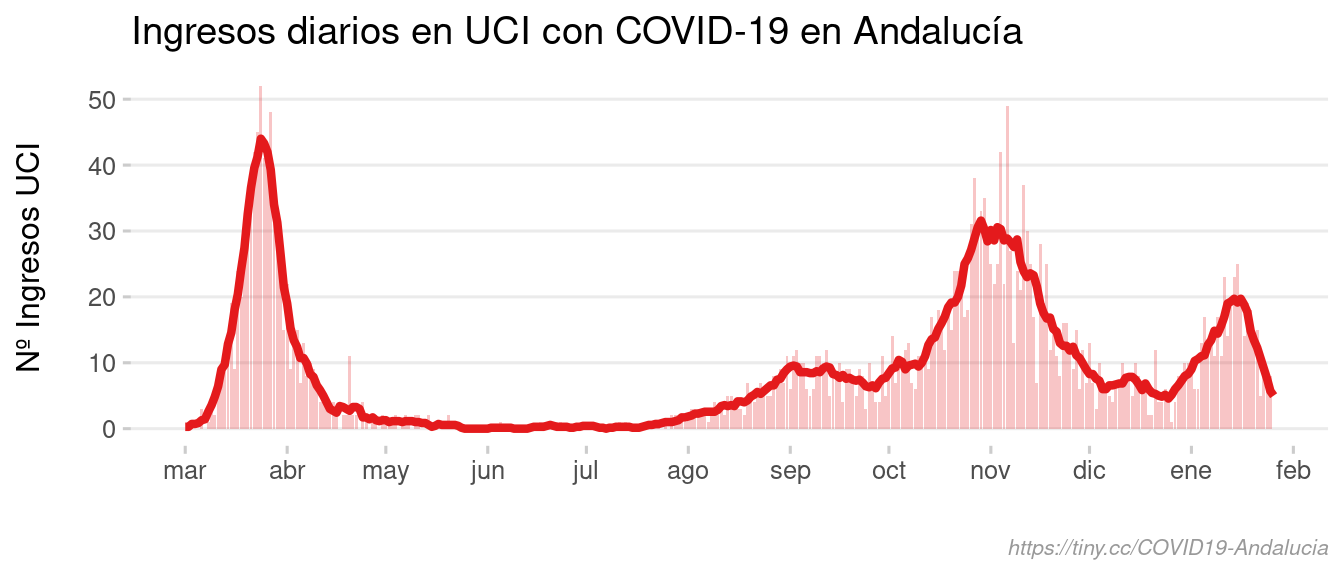 Ingresos diarios en UCI con COVID-19 en Andalucía
Nº Ingresos UCI
50
40
30
20
10
0
mar abr may jun jul ago sep oct nov dic ene feb
https://tiny.cc/COVID19-Andalucia